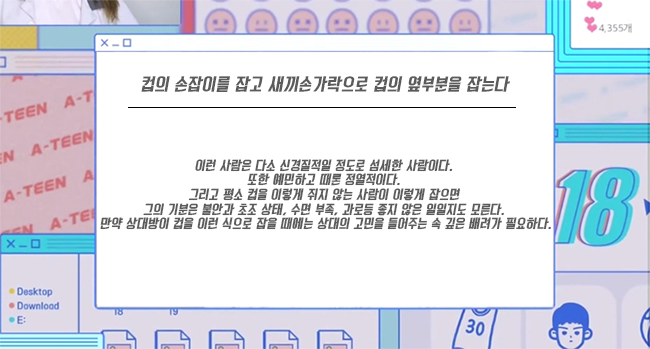 4,355개
컵의 손잡이를 잡고 새끼손가락으로 컵의 옆부분을 잡는다
이런 사람은 다소 신경질적일 정도로 섬세한 사람이다.
또한 예민하고 때론 정열적이다.
그리고 평소 컵을 이렇게 쥐지 않는 사람이 이렇게 잡으면
그의 기분은 불안과 초조 상태, 수면 부족, 과로등 좋지 않은 일일지도 모른다.
만약 상대방이 컵을 이런 식으로 잡을 때에는 상대의 고민을 들어주는 속 깊은 배려가 필요하다.
A-TEEN
A-TEEN
A-TEEN
A-TEEN
A-TEEN
18
Desktop
Download
E:
18
19
30